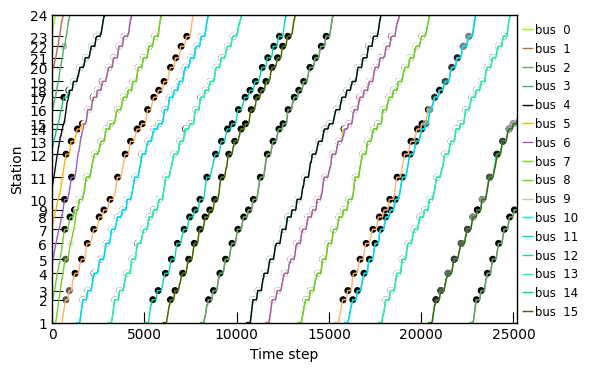 24
23
22
21
20
19
18
17
16
15
14
13
12
11
10
9
8
7
6
5
4
3
2
1
Station
0
5000
10000
15000
20000
25000
Time step
bus 0
bus 1
bus 2
bus 3
bus 4
bus 5
bus 6
bus 7
bus 8
bus 9
bus 10
bus 11
bus 12
bus 13
bus 14
bus 15